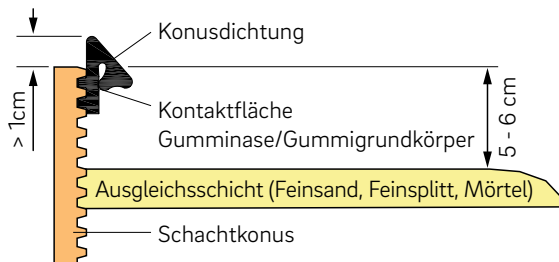 Konusdichtung
> 1cm
Kontaktfläche
Gumminase/Gummigrundkörper
5 - 6 cm
Ausgleichsschicht (Feinsand, Feinsplitt, Mörtel)
Schachtkonus